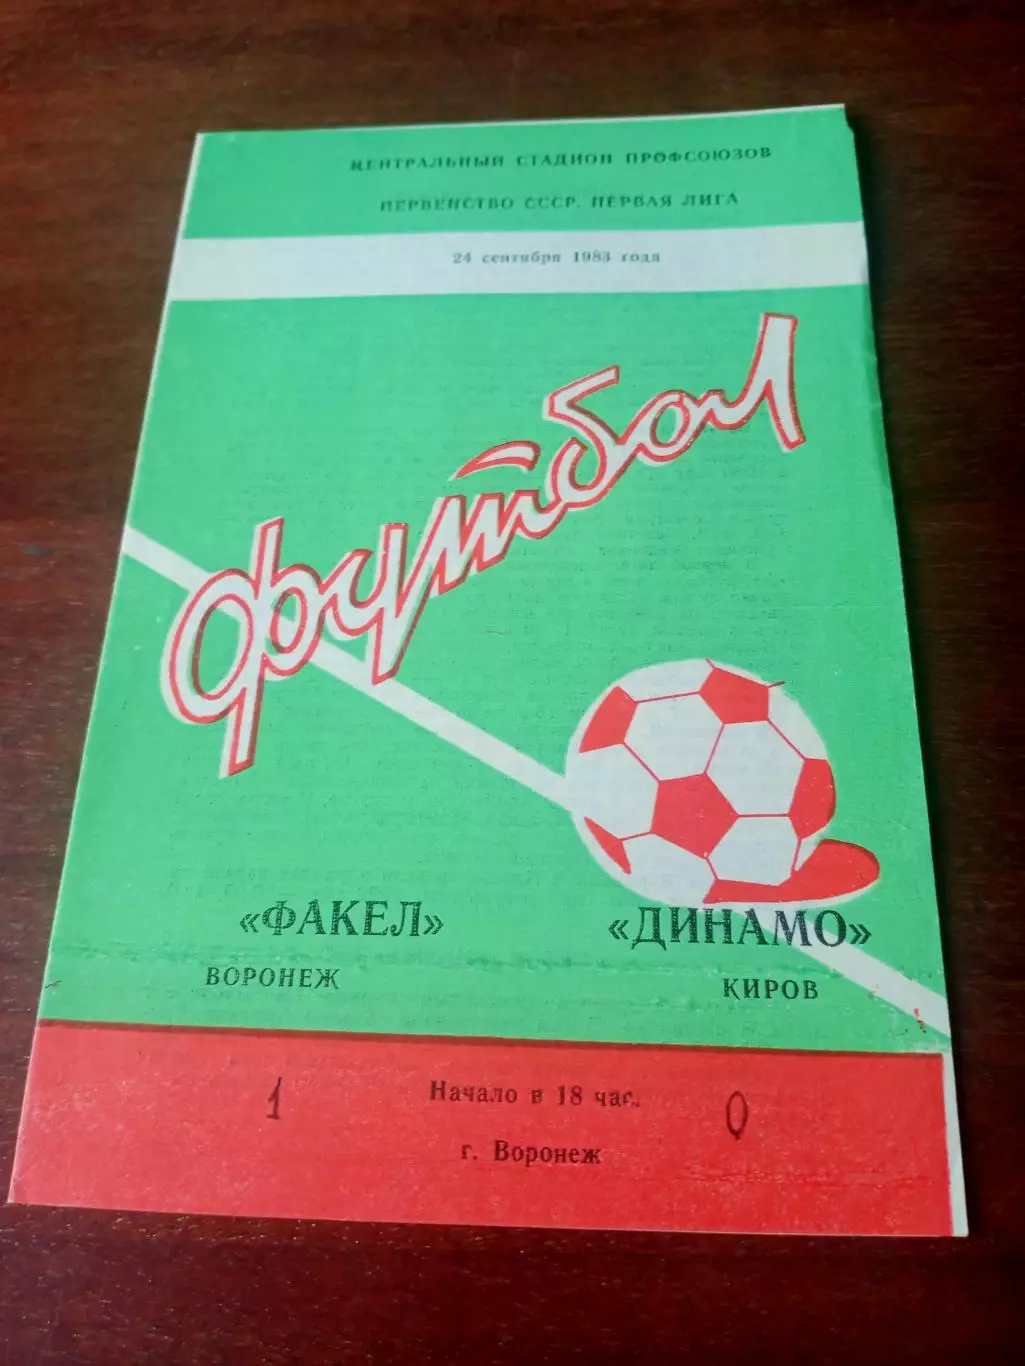 ЦЕНТРАЛЬНЫЙ СТАДИОН ПРОФСОЮЗОВ
ПЕРВЕНСТВО СССР. ПЕРВАЯ ЛИГА
24 сентября 1983 года
футбол
«ФАКЕЛ» «ДИНАМО»
ВОРОНЕЖ КИРОВ
1 Начало в 18 час. 0
г. Воронеж